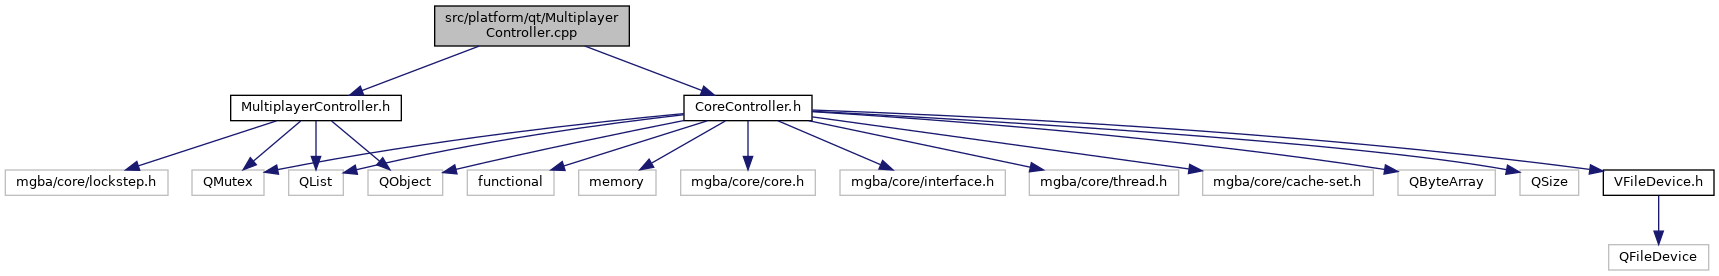 src/platform/qt/Multiplayer
Controller.cpp
MultiplayerController.h
CoreController.h
mgba/core/lockstep.h
QMutex
QList
QObject
functional
memory
mgba/core/core.h
mgba/core/interface.h
mgba/core/thread.h
mgba/core/cache-set.h
QByteArray
QSize
VFileDevice.h
QFileDevice